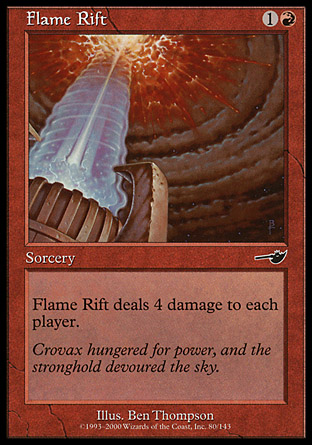 Flame Rift 1
Sorcery
Flame Rift deals 4 damage to each
player.
Crovax hungered for power, and the
stronghold devoured the sky.
Illus. Ben Thompson
©1993-2000 Wizards of the Coast, Inc. 80/143